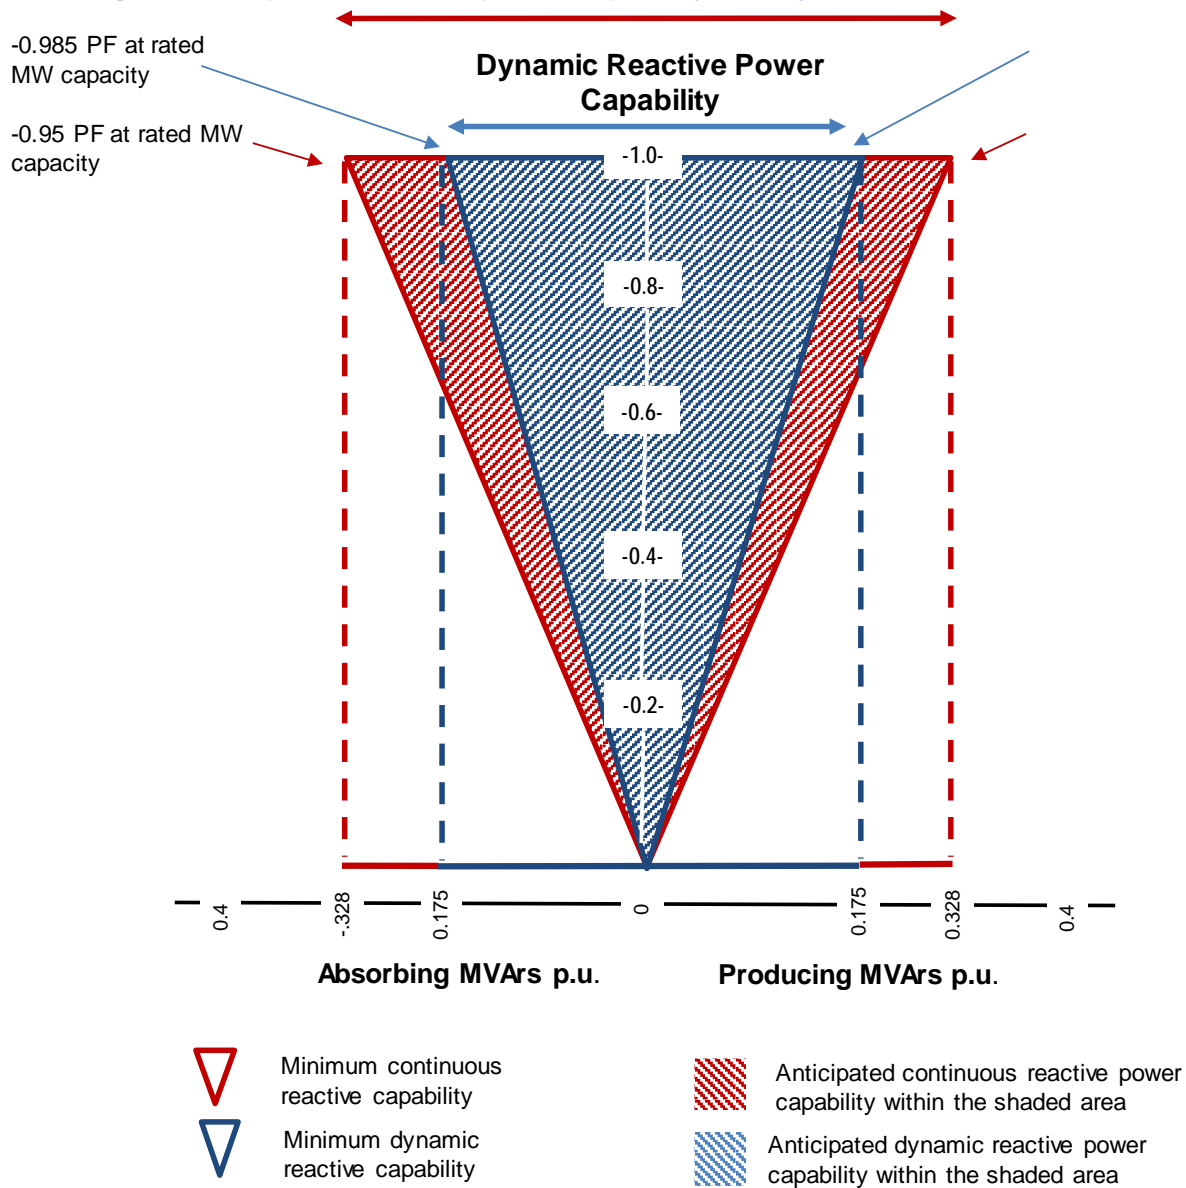 -0.985 PF at rated
MW capacity
Dynamic Reactive Power
Capability
-0.95 PF at rated MW
capacity
-1.0-
-0.8-
-0.6-
-0.4-
-0.2-
0.4
-.328
0.175
0
0.175
0.328
0.4
Absorbing MVArs p.u.
Producing MVArs p.u.
Minimum continuous
reactive capability
Anticipated continuous reactive power
capability within the shaded area
Minimum dynamic
reactive capability
Anticipated dynamic reactive power
capability within the shaded area